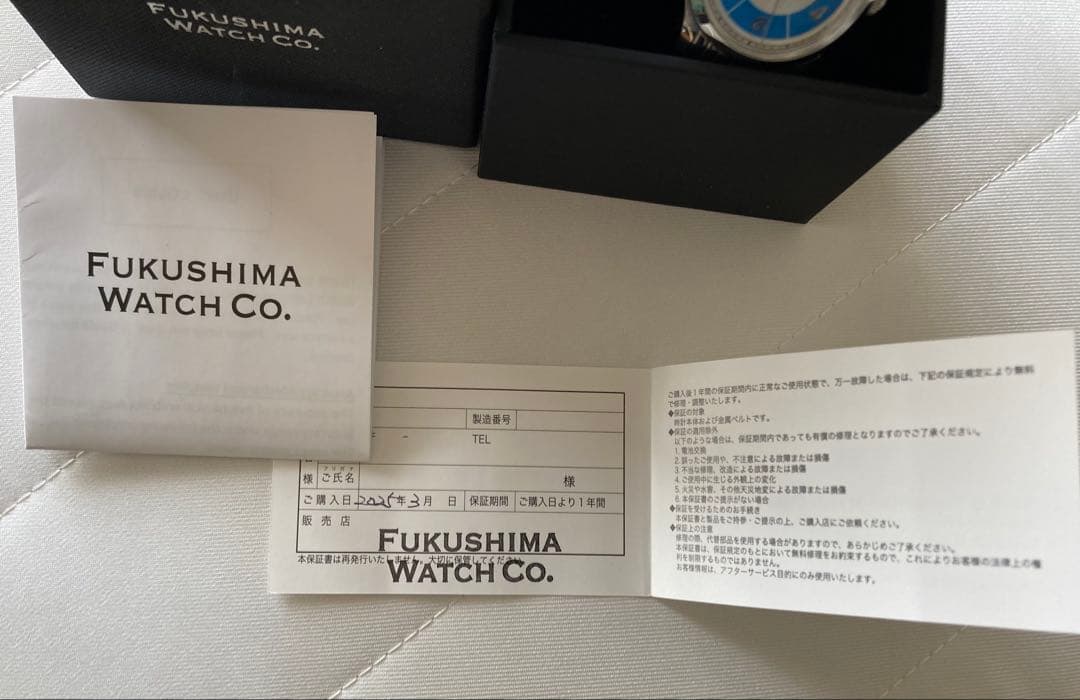 FUKUSHIMA
WATCH CO.
FUKUSHIMA
WATCH CO.
製造番号
〒 -
TEL
様
フリガナ
ご氏名
様
ご購入日 2025年3月 日
保証期間
ご購入日より1年間
販売店
FUKUSHIMA
WATCH CO.
本保証書は再発行いたしません。大切に保管してください。
ご購入後1年間の保証期間内に正常なご使用状態で、万一故障した場合は、下記の保証規定により無料
で修理・調整いたします。
◆保証の対象
時計本体および金属ベルトです。
◆保証の適用除外
以下のような場合は、保証期間内であっても有償の修理となりますのでご了承ください。
1. 電池交換
2. 誤ったご使用や、不注意による故障または損傷
3. 不当な修理、改造による故障または損傷
4. ご使用中に生じる外観上の変化
5. 火災や水害、その他天災地変による故障または損傷
6. 本保証書のご提示がない場合
◆保証を受けるためのお手続き
本保証書と製品をご持参・ご提示の上、ご購入店にご依頼ください。
◆保証上の注意
修理の際、代替部品を使用する場合がありますので、あらかじめご了承ください。
本保証書は、保証規定のもとにおいて無料修理をお約束するもので、これによりお客様の法律上の権
利を制限するものではありません。
お客様情報は、アフターサービス目的にのみ使用いたします。